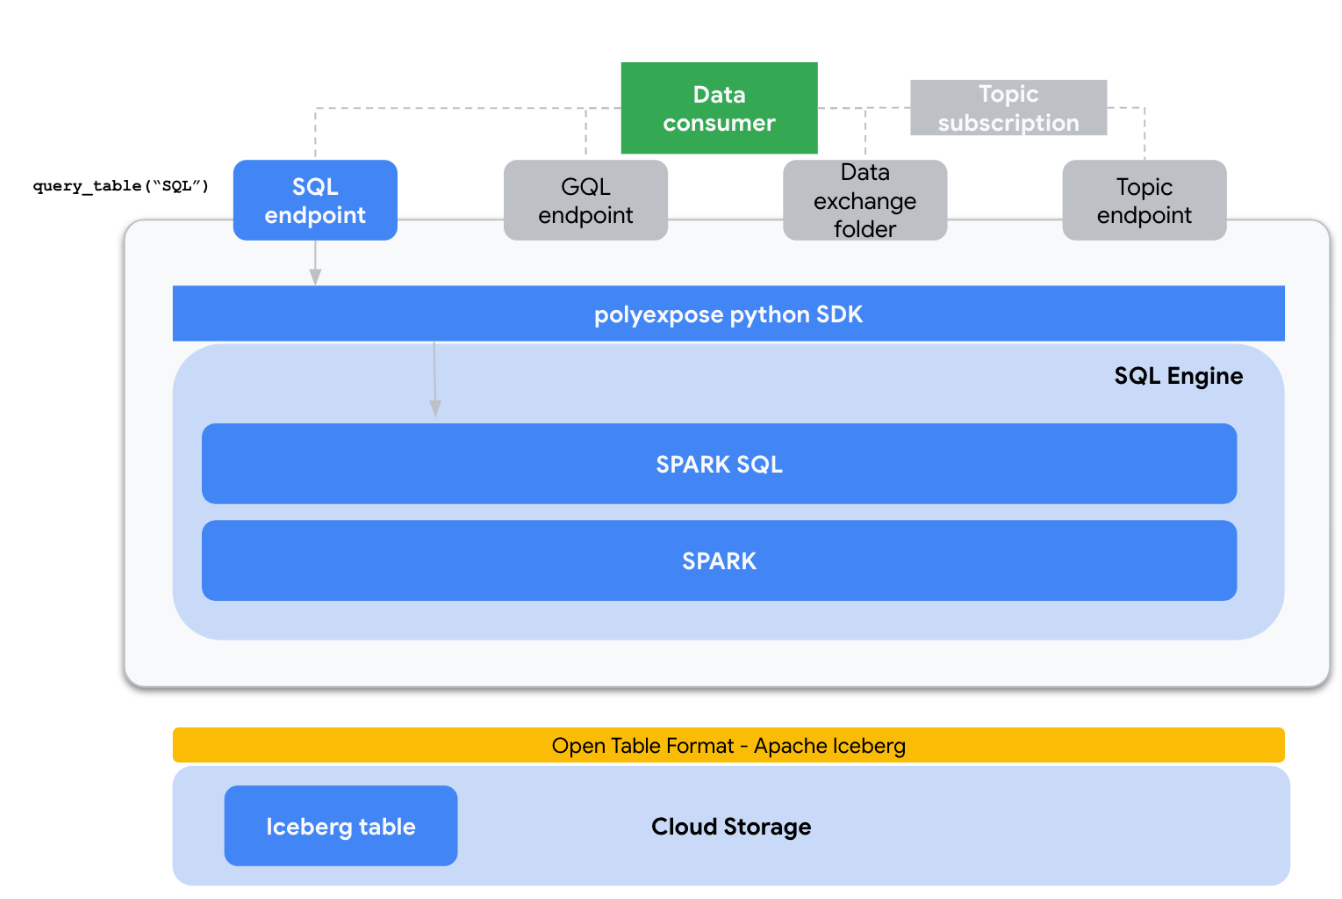 Data
consumer
Topic
subscription
query_table(“SQL”)
SQL
endpoint
GQL
endpoint
Data
exchange
folder
Topic
endpoint
polyexpose python SDK
SQL Engine
SPARK SQL
SPARK
Open Table Format - Apache Iceberg
Iceberg table
Cloud Storage